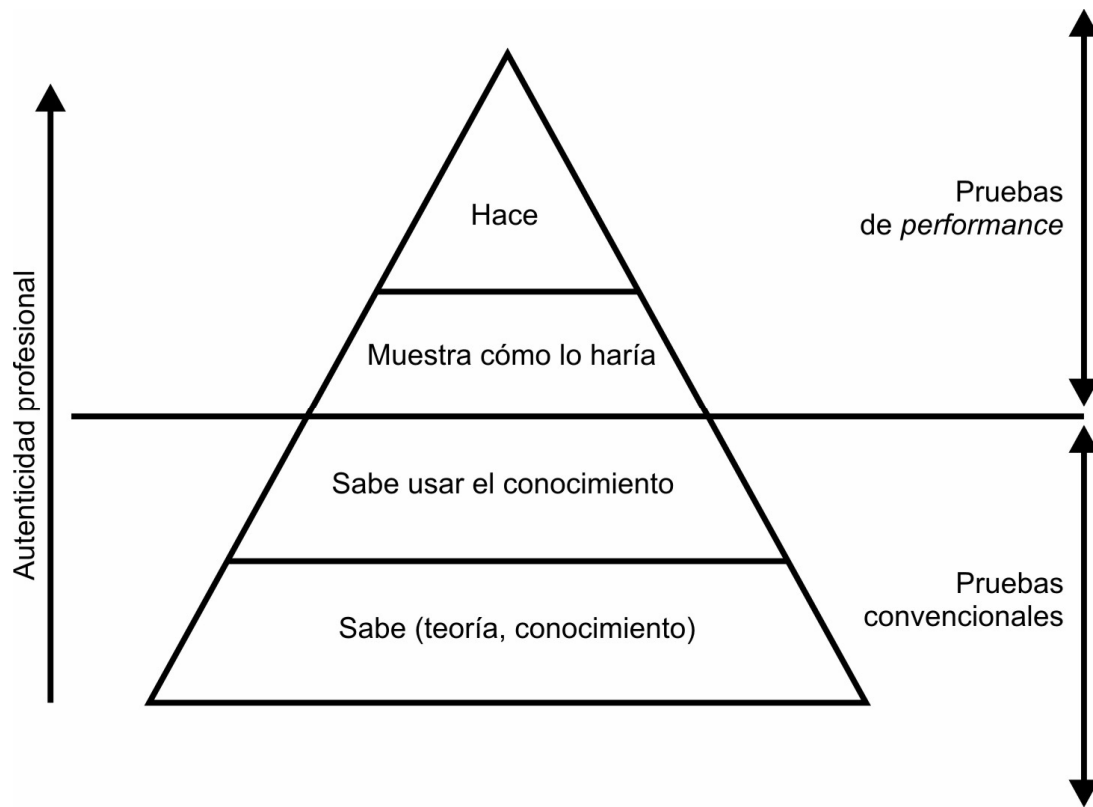 Autenticidad profesional
Hace
Muestra cómo lo haría
Sabe usar el conocimiento
Sabe (teoría, conocimiento)
Pruebas
de performance
Pruebas
convencionales